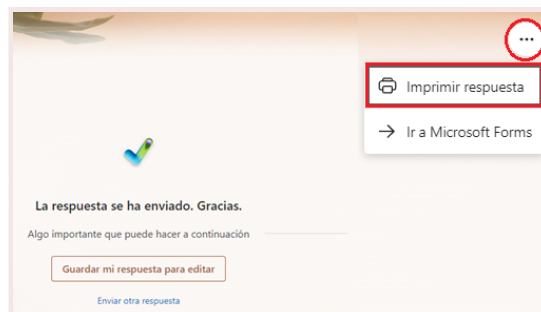 ...
Imprimir respuesta
Ir a Microsoft Forms
La respuesta se ha enviado. Gracias.
Algo importante que puede hacer a continuación
Guardar mi respuesta para editar
Enviar otra respuesta